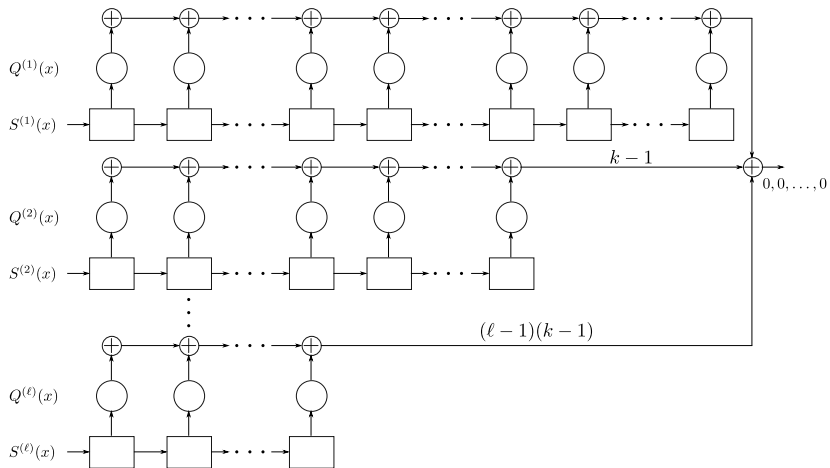 Q^{(1)}(x)
S^{(1)}(x)
k − 1
0, 0, . . . , 0
Q^{(2)}(x)
S^{(2)}(x)
(ℓ − 1)(k − 1)
Q^{(ℓ)}(x)
S^{(ℓ)}(x)